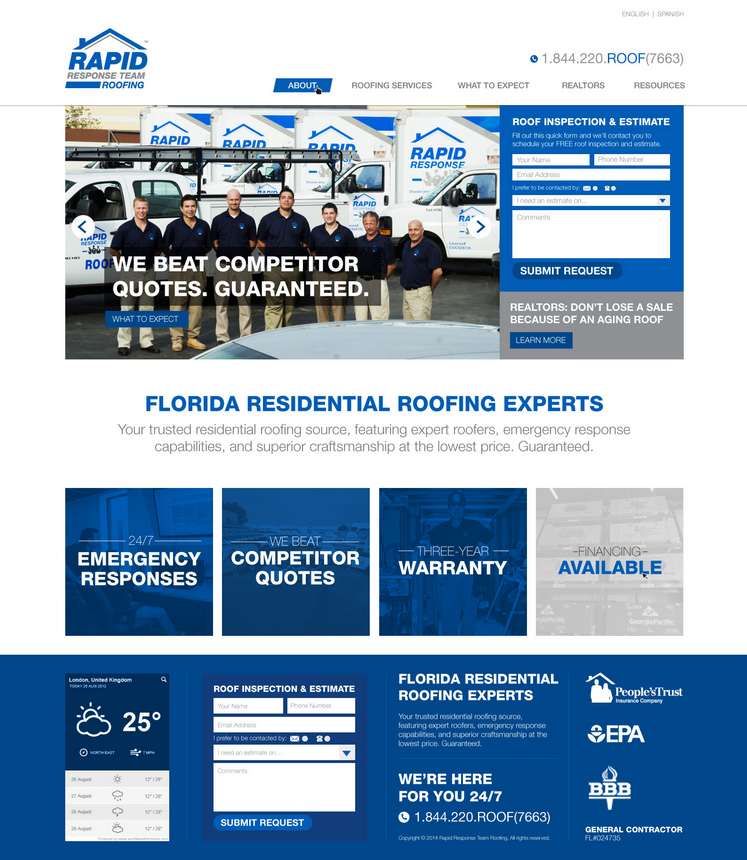 ENGLISH | SPANISH
RAPID
RESPONSE TEAM
ROOFING
1.844.220.ROOF(7663)
ABOUT
ROOFING SERVICES
WHAT TO EXPECT
REALTORS
RESOURCES
RAPID
RAPID
RAPID
RAPID
RESPONSE
RAPID
RAPID
RESPONSE
ROOF
WE BEAT COMPETITOR
QUOTES. GUARANTEED.
WHAT TO EXPECT
ROOF INSPECTION & ESTIMATE
Fill out this quick form and we'll contact you to
schedule your FREE roof inspection and estimate.
Your Name
Phone Number
Email Address
I prefer to be contacted by:
I need an estimate on...
Comments
SUBMIT REQUEST
REALTORS: DON'T LOSE A SALE
BECAUSE OF AN AGING ROOF
LEARN MORE
FLORIDA RESIDENTIAL ROOFING EXPERTS
Your trusted residential roofing source, featuring expert roofers, emergency response
capabilities, and superior craftsmanship at the lowest price. Guaranteed.
24/7
EMERGENCY
RESPONSES
WE BEAT
COMPETITOR
QUOTES
THREE-YEAR
WARRANTY
FINANCING
AVAILABLE
London, United Kingdom
TODAY 25 AUG 2012
25°
NORTH EAST
7 MPH
26 August
12° / 26°
27 August
12° / 26°
28 August
12° / 26°
29 August
12° / 26°
ROOF INSPECTION & ESTIMATE
Your Name
Phone Number
Email Address
I prefer to be contacted by:
I need an estimate on...
Comments
SUBMIT REQUEST
FLORIDA RESIDENTIAL
ROOFING EXPERTS
Your trusted residential roofing source,
featuring expert roofers, emergency response
capabilities, and superior craftsmanship at the
lowest price. Guaranteed.
WE'RE HERE
FOR YOU 24/7
1.844.220.ROOF(7663)
Copyright © 2014 Rapid Response Team Roofing. All rights reserved.
People'sTrust
Insurance Company
EPA
BBB
GENERAL CONTRACTOR
FL#024735